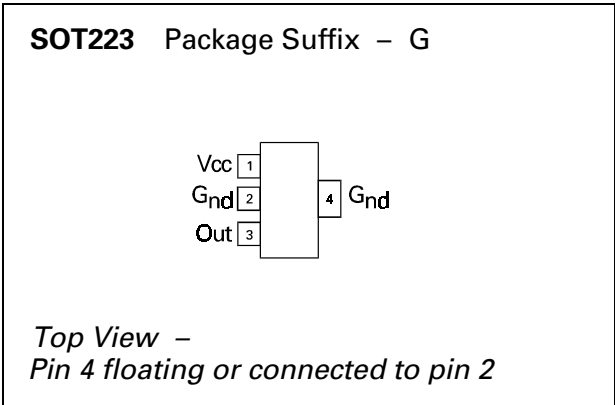 SOT223 Package Suffix – G
Vcc 1
Gnd 2 4 Gnd
Out 3
Top View –
Pin 4 floating or connected to pin 2